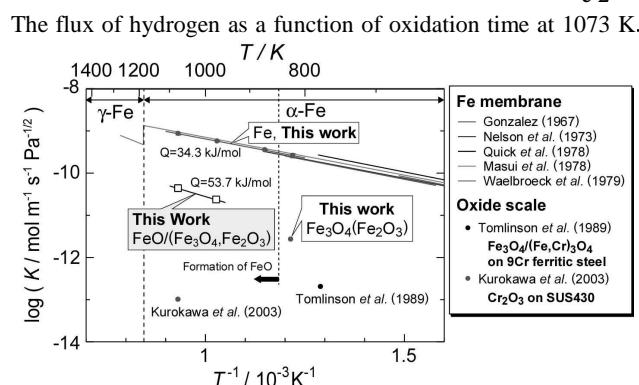 The flux of hydrogen as a function of oxidation time at 1073 K.
T / K
1400 1200 1000 800
-8
γ-Fe α-Fe
Fe, This work
Q=34.3 kJ/mol
-10
Q=53.7 kJ/mol
This Work
FeO/(Fe3O4,Fe2O3)
This work
Fe3O4(Fe2O3)
Formation of FeO
-12
Kurokawa et al. (2003)
Tomlinson et al. (1989)
-14
1 1.5
T⁻¹ / 10⁻³K⁻¹
log ( K / mol m⁻¹ s⁻¹ Pa⁻¹/²)
Fe membrane
Gonzalez (1967)
Nelson et al. (1973)
Quick et al. (1978)
Masui et al. (1978)
Waelbroeck et al. (1979)
Oxide scale
Tomlinson et al. (1989)
Fe3O4/(Fe,Cr)3O4
on 9Cr ferritic steel
Kurokawa et al. (2003)
Cr2O3 on SUS430